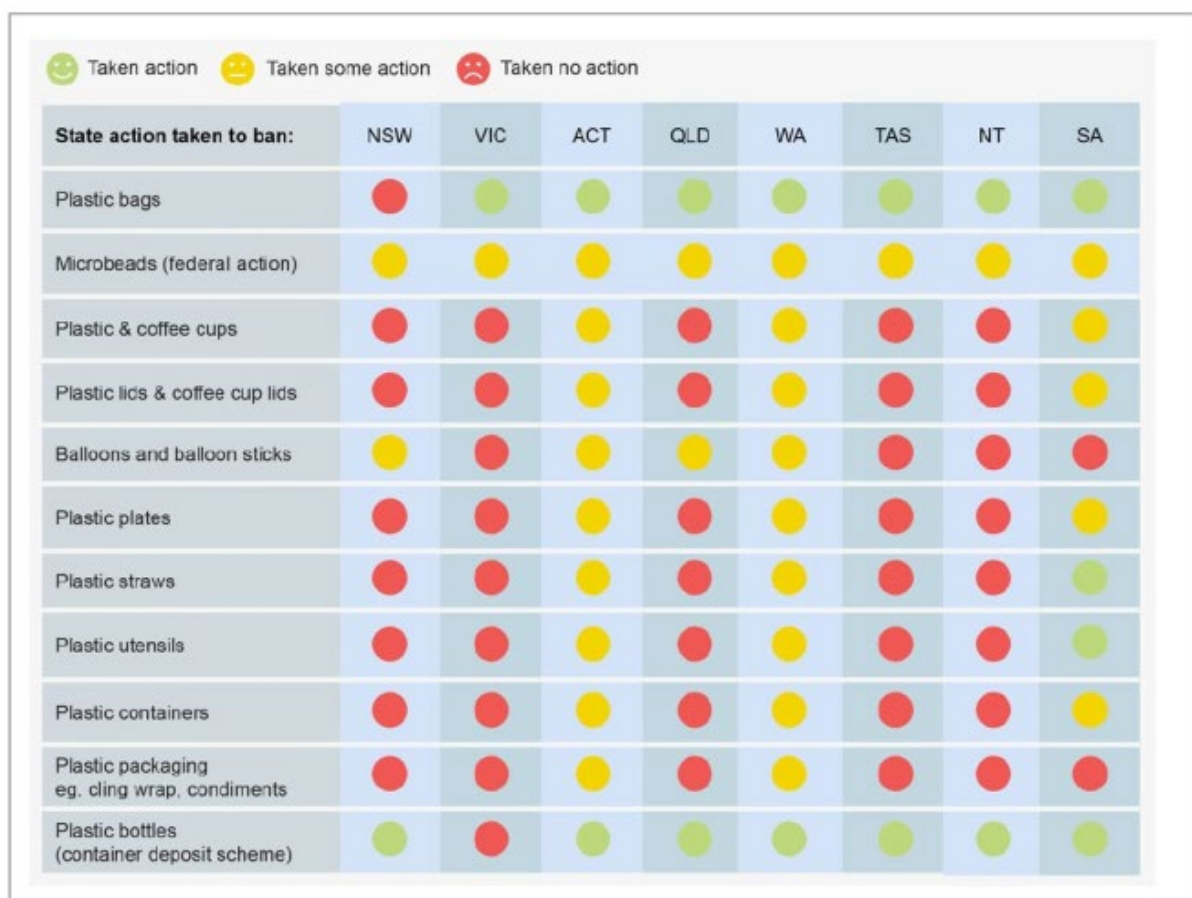 Taken action Taken some action Taken no action
State action taken to ban: NSW VIC ACT QLD WA TAS NT SA
Plastic bags
Microbeads (federal action)
Plastic & coffee cups
Plastic lids & coffee cup lids
Balloons and balloon sticks
Plastic plates
Plastic straws
Plastic utensils
Plastic containers
Plastic packaging
eg. cling wrap, condiments
Plastic bottles
(container deposit scheme)